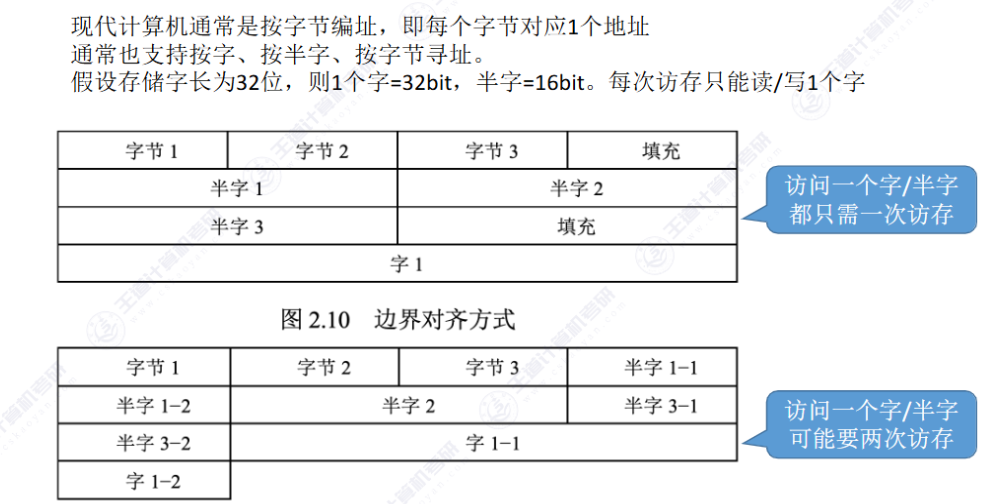 现代计算机通常是按字节编址，即每个字节对应1个地址
通常也支持按字、按半字、按字节寻址。
假设存储字长为32位，则1个字=32bit，半字=16bit。每次访存只能读/写1个字
字节 1 字节 2 字节 3 填充
半字 1 半字 2
半字 3 填充
字 1
访问一个字/半字
都只需一次访存
图 2.10 边界对齐方式
字节 1 字节 2 字节 3 半字 1-1
半字 1-2 半字 2 半字 3-1
半字 3-2 字 1-1
字 1-2
访问一个字/半字
可能要两次访存
王道计算机考研